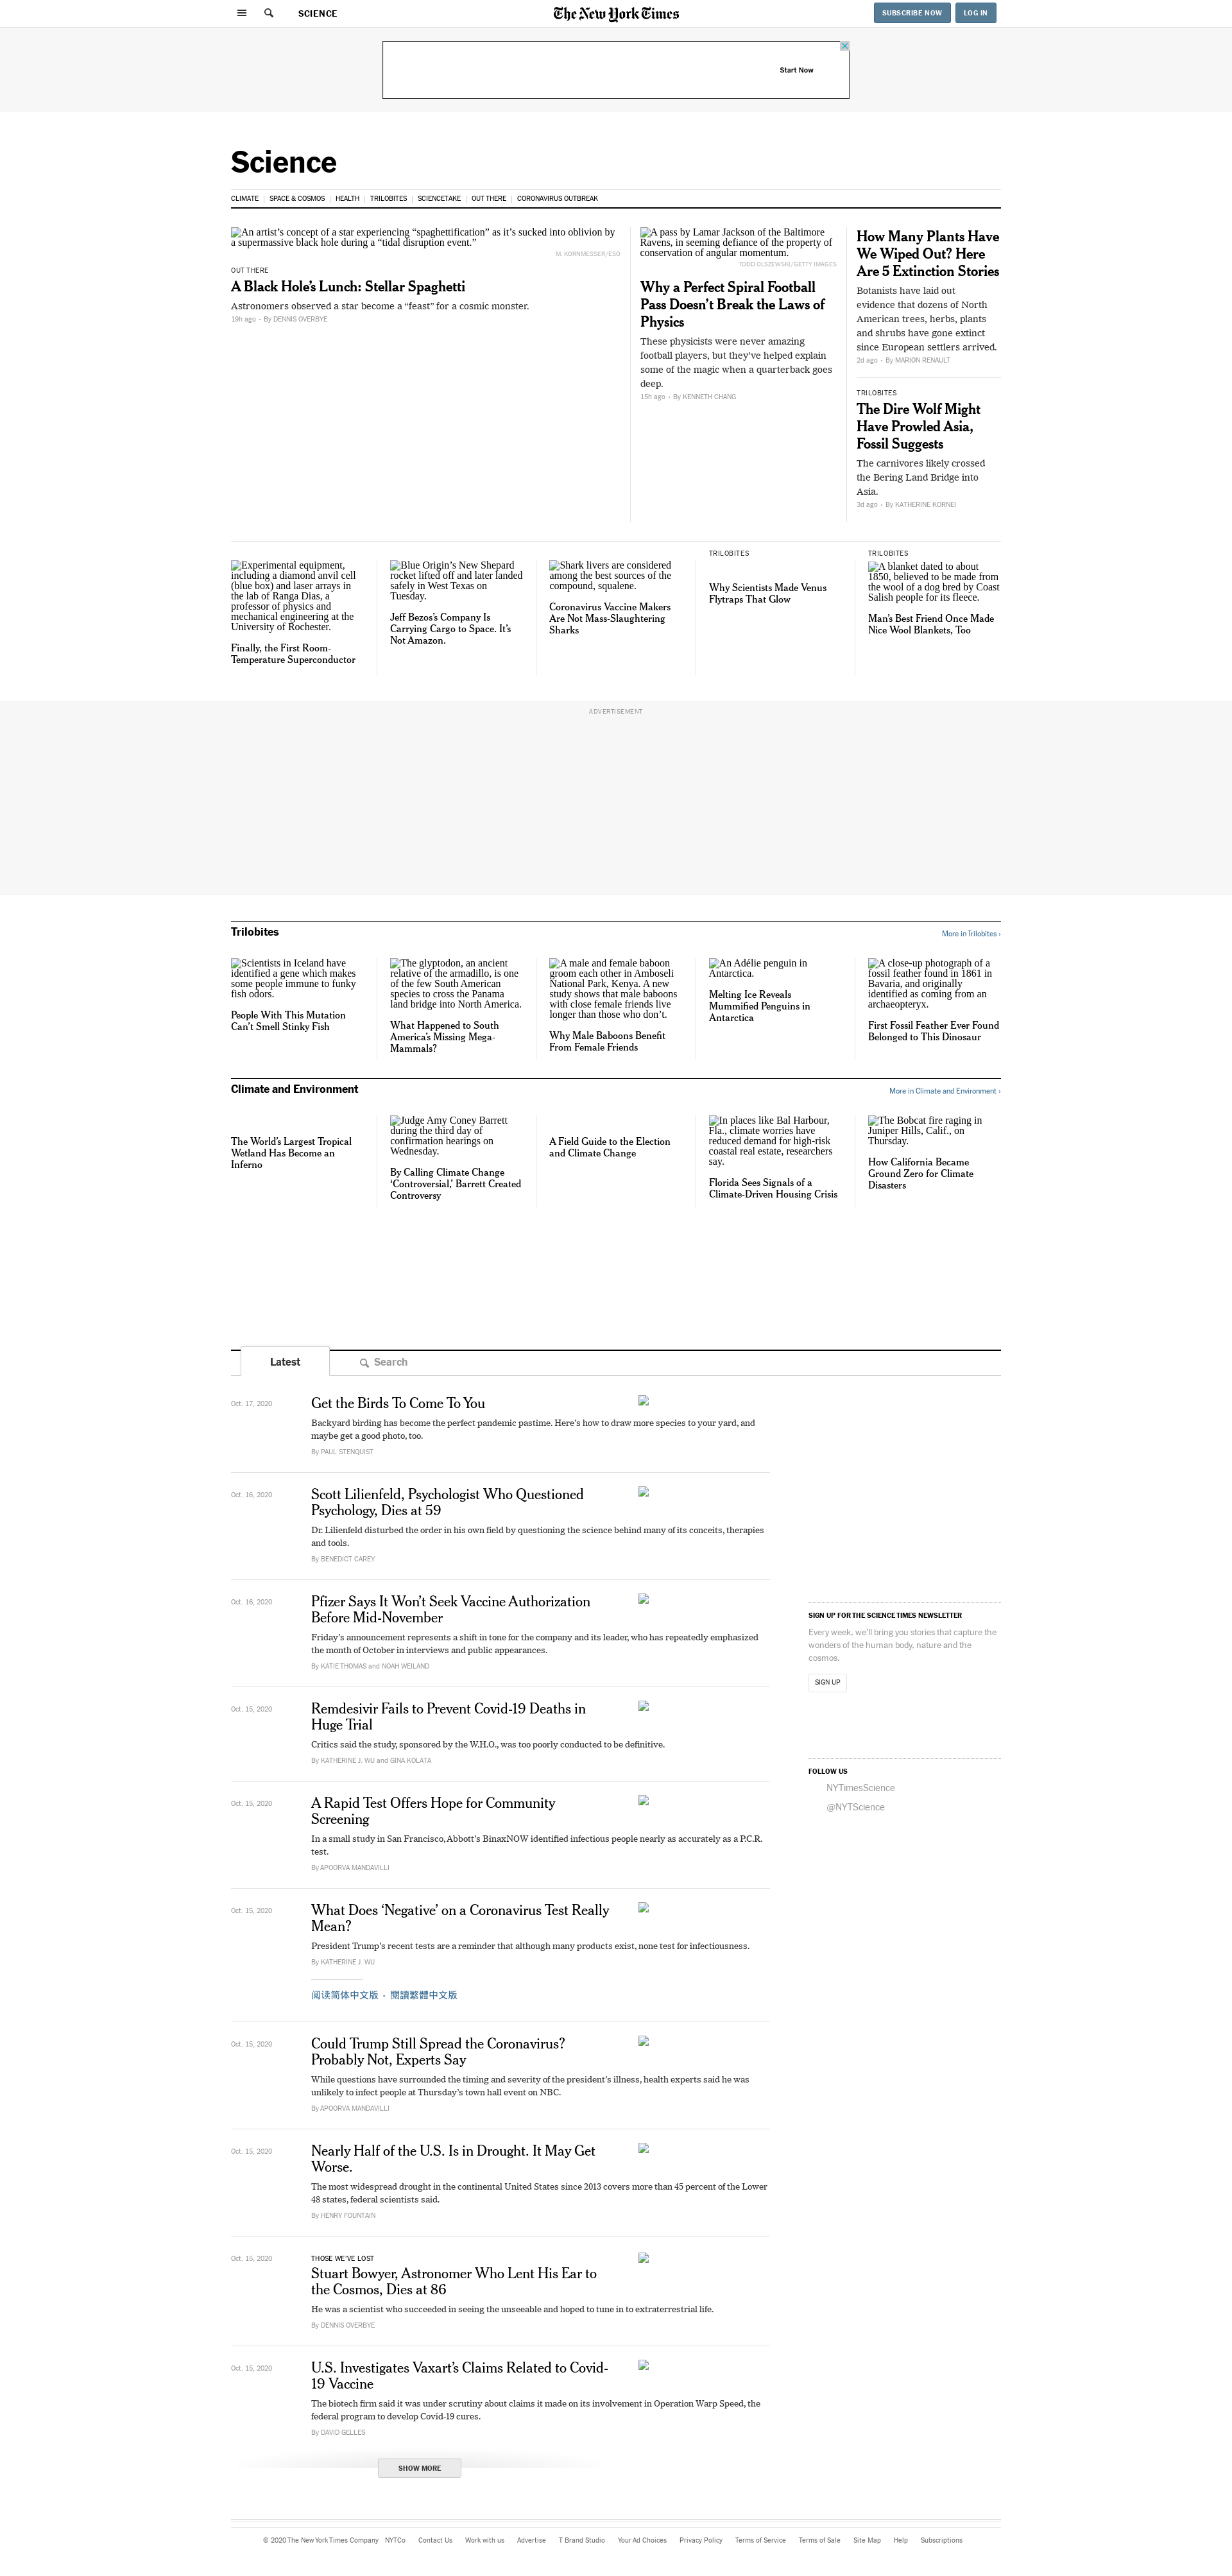 SCIENCE
The New York Times
SUBSCRIBE NOW
LOG IN
Start Now
Science
CLIMATE
SPACE & COSMOS
HEALTH
TRILOBITES
SCIENCETAKE
OUT THERE
CORONAVIRUS OUTBREAK
An artist’s concept of a star experiencing “spaghettification” as it’s sucked into oblivion by
a supermassive black hole during a “tidal disruption event.”
M. KORNMESSER/ESO
OUT THERE
A Black Hole’s Lunch: Stellar Spaghetti
Astronomers observed a star become a “feast” for a cosmic monster.
19h ago • By DENNIS OVERBYE
A pass by Lamar Jackson of the Baltimore
Ravens, in seeming defiance of the property of
conservation of angular momentum.
TODD OLSZEWSKI/GETTY IMAGES
Why a Perfect Spiral Football
Pass Doesn’t Break the Laws of
Physics
These physicists were never amazing
football players, but they’ve helped explain
some of the magic when a quarterback goes
deep.
15h ago • By KENNETH CHANG
How Many Plants Have
We Wiped Out? Here
Are 5 Extinction Stories
Botanists have laid out
evidence that dozens of North
American trees, herbs, plants
and shrubs have gone extinct
since European settlers arrived.
2d ago • By MARION RENAULT
TRILOBITES
The Dire Wolf Might
Have Prowled Asia,
Fossil Suggests
The carnivores likely crossed
the Bering Land Bridge into
Asia.
3d ago • By KATHERINE KORNEI
Experimental equipment,
including a diamond anvil cell
(blue box) and laser arrays in
the lab of Ranga Dias, a
professor of physics and
mechanical engineering at the
University of Rochester.
Finally, the First Room-
Temperature Superconductor
Blue Origin’s New Shepard
rocket lifted off and later landed
safely in West Texas on
Tuesday.
Jeff Bezos’s Company Is
Carrying Cargo to Space. It’s
Not Amazon.
Shark livers are considered
among the best sources of the
compound, squalene.
Coronavirus Vaccine Makers
Are Not Mass-Slaughtering
Sharks
TRILOBITES
Why Scientists Made Venus
Flytraps That Glow
TRILOBITES
A blanket dated to about
1850, believed to be made from
the wool of a dog bred by Coast
Salish people for its fleece.
Man’s Best Friend Once Made
Nice Wool Blankets, Too
ADVERTISEMENT
Trilobites
More in Trilobites ›
Scientists in Iceland have
identified a gene which makes
some people immune to funky
fish odors.
People With This Mutation
Can’t Smell Stinky Fish
The glyptodon, an ancient
relative of the armadillo, is one
of the few South American
species to cross the Panama
land bridge into North America.
What Happened to South
America’s Missing Mega-
Mammals?
A male and female baboon
groom each other in Amboseli
National Park, Kenya. A new
study shows that male baboons
with close female friends live
longer than those who don’t.
Why Male Baboons Benefit
From Female Friends
An Adélie penguin in
Antarctica.
Melting Ice Reveals
Mummified Penguins in
Antarctica
A close-up photograph of a
fossil feather found in 1861 in
Bavaria, and originally
identified as coming from an
archaeopteryx.
First Fossil Feather Ever Found
Belonged to This Dinosaur
Climate and Environment
More in Climate and Environment ›
The World’s Largest Tropical
Wetland Has Become an
Inferno
Judge Amy Coney Barrett
during the third day of
confirmation hearings on
Wednesday.
By Calling Climate Change
‘Controversial,’ Barrett Created
Controversy
A Field Guide to the Election
and Climate Change
In places like Bal Harbour,
Fla., climate worries have
reduced demand for high-risk
coastal real estate, researchers
say.
Florida Sees Signals of a
Climate-Driven Housing Crisis
The Bobcat fire raging in
Juniper Hills, Calif., on
Thursday.
How California Became
Ground Zero for Climate
Disasters
Latest
Search
Oct. 17, 2020
Get the Birds To Come To You
Backyard birding has become the perfect pandemic pastime. Here’s how to draw more species to your yard, and
maybe get a good photo, too.
By PAUL STENQUIST
Oct. 16, 2020
Scott Lilienfeld, Psychologist Who Questioned
Psychology, Dies at 59
Dr. Lilienfeld disturbed the order in his own field by questioning the science behind many of its conceits, therapies
and tools.
By BENEDICT CAREY
Oct. 16, 2020
Pfizer Says It Won’t Seek Vaccine Authorization
Before Mid-November
Friday’s announcement represents a shift in tone for the company and its leader, who has repeatedly emphasized
the month of October in interviews and public appearances.
By KATIE THOMAS and NOAH WEILAND
Oct. 15, 2020
Remdesivir Fails to Prevent Covid-19 Deaths in
Huge Trial
Critics said the study, sponsored by the W.H.O., was too poorly conducted to be definitive.
By KATHERINE J. WU and GINA KOLATA
Oct. 15, 2020
A Rapid Test Offers Hope for Community
Screening
In a small study in San Francisco, Abbott’s BinaxNOW identified infectious people nearly as accurately as a P.C.R.
test.
By APOORVA MANDAVILLI
Oct. 15, 2020
What Does ‘Negative’ on a Coronavirus Test Really
Mean?
President Trump’s recent tests are a reminder that although many products exist, none test for infectiousness.
By KATHERINE J. WU
阅读简体中文版 • 閱讀繁體中文版
Oct. 15, 2020
Could Trump Still Spread the Coronavirus?
Probably Not, Experts Say
While questions have surrounded the timing and severity of the president’s illness, health experts said he was
unlikely to infect people at Thursday’s town hall event on NBC.
By APOORVA MANDAVILLI
Oct. 15, 2020
Nearly Half of the U.S. Is in Drought. It May Get
Worse.
The most widespread drought in the continental United States since 2013 covers more than 45 percent of the Lower
48 states, federal scientists said.
By HENRY FOUNTAIN
Oct. 15, 2020
THOSE WE’VE LOST
Stuart Bowyer, Astronomer Who Lent His Ear to
the Cosmos, Dies at 86
He was a scientist who succeeded in seeing the unseeable and hoped to tune in to extraterrestrial life.
By DENNIS OVERBYE
Oct. 15, 2020
U.S. Investigates Vaxart’s Claims Related to Covid-
19 Vaccine
The biotech firm said it was under scrutiny about claims it made on its involvement in Operation Warp Speed, the
federal program to develop Covid-19 cures.
By DAVID GELLES
SHOW MORE
SIGN UP FOR THE SCIENCE TIMES NEWSLETTER
Every week, we’ll bring you stories that capture the
wonders of the human body, nature and the
cosmos.
SIGN UP
FOLLOW US
NYTimesScience
@NYTScience
© 2020 The New York Times Company
NYTCo
Contact Us
Work with us
Advertise
T Brand Studio
Your Ad Choices
Privacy Policy
Terms of Service
Terms of Sale
Site Map
Help
Subscriptions